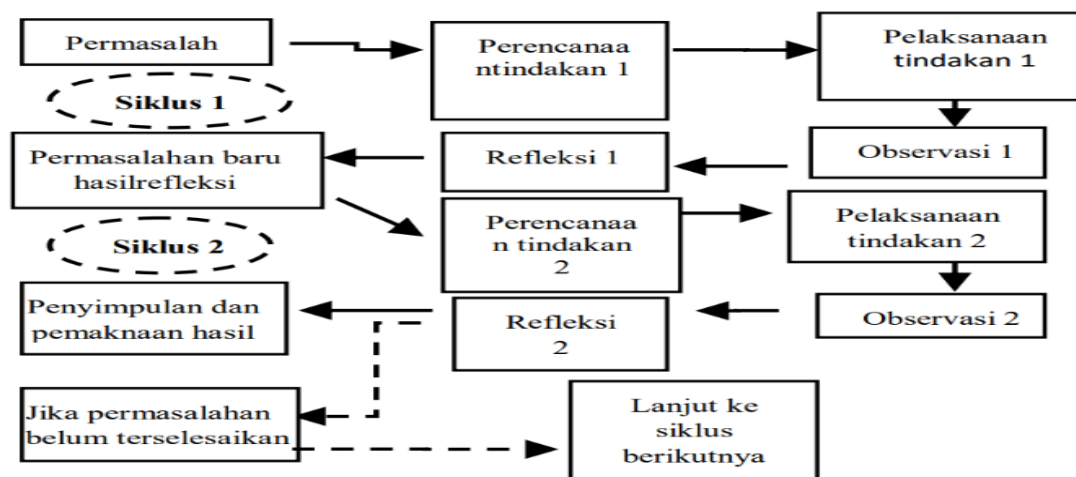 Permasalah
Perencanaa
ntindakan 1
Pelaksanaan
tindakan 1
Siklus 1
Permasalahan baru
hasilrefleksi
Refleksi 1
Observasi 1
Siklus 2
Perencanaa
n tindakan
2
Pelaksanaan
tindakan 2
Penyimpulan dan
pemaknaan hasil
Refleksi
2
Observasi 2
Jika permasalahan
belum terselesaikan
Lanjut ke
siklus
berikutnya